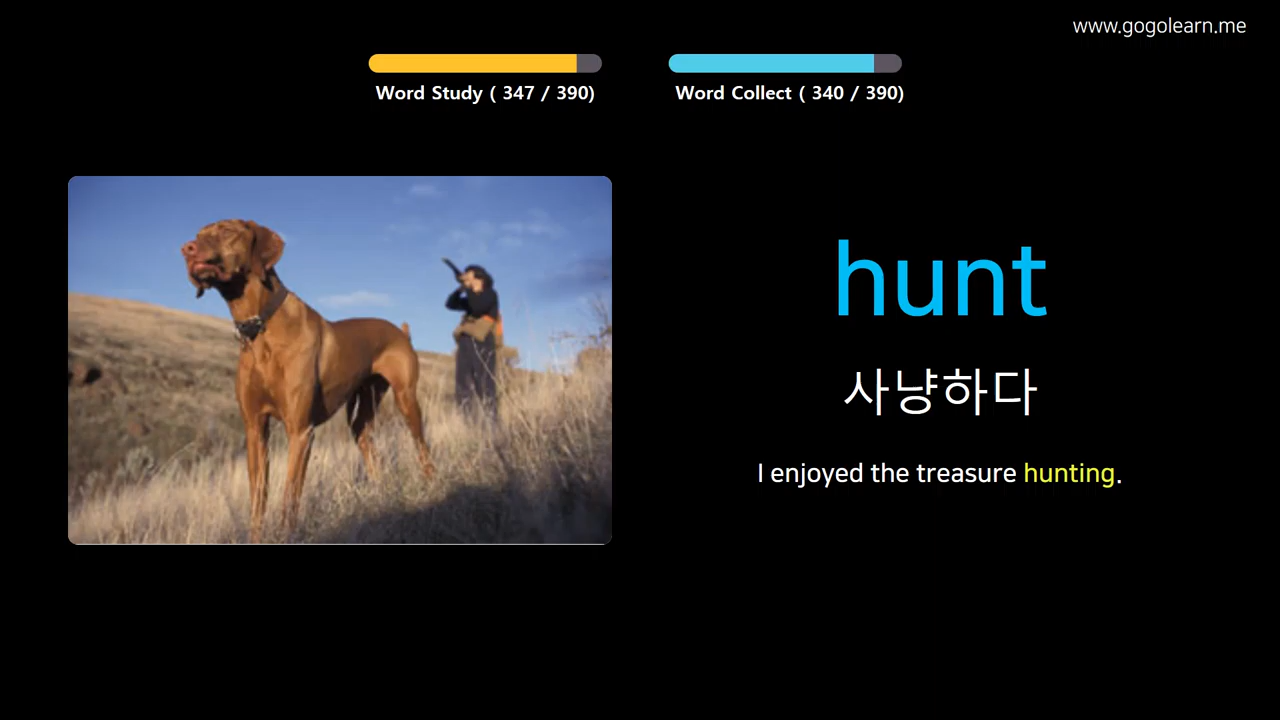 www.gogolearn.me
Word Study ( 347 / 390)
Word Collect ( 340 / 390)
hunt
사냥하다
I enjoyed the treasure hunting.